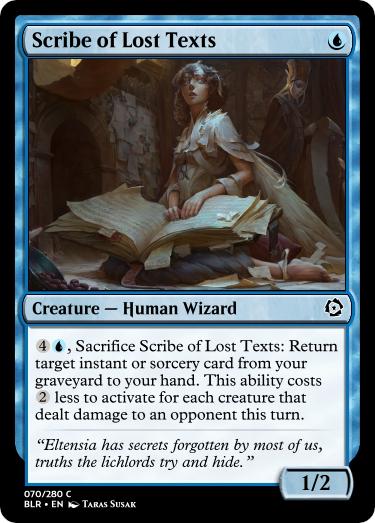 Scribe of Lost Texts
Creature — Human Wizard
4, Sacrifice Scribe of Lost Texts: Return
target instant or sorcery card from your
graveyard to your hand. This ability costs
2 less to activate for each creature that
dealt damage to an opponent this turn.
“Eltensia has secrets forgotten by most of us,
truths the lichlords try and hide.”
1/2
070/280 C
BLR • EN Taras Susak